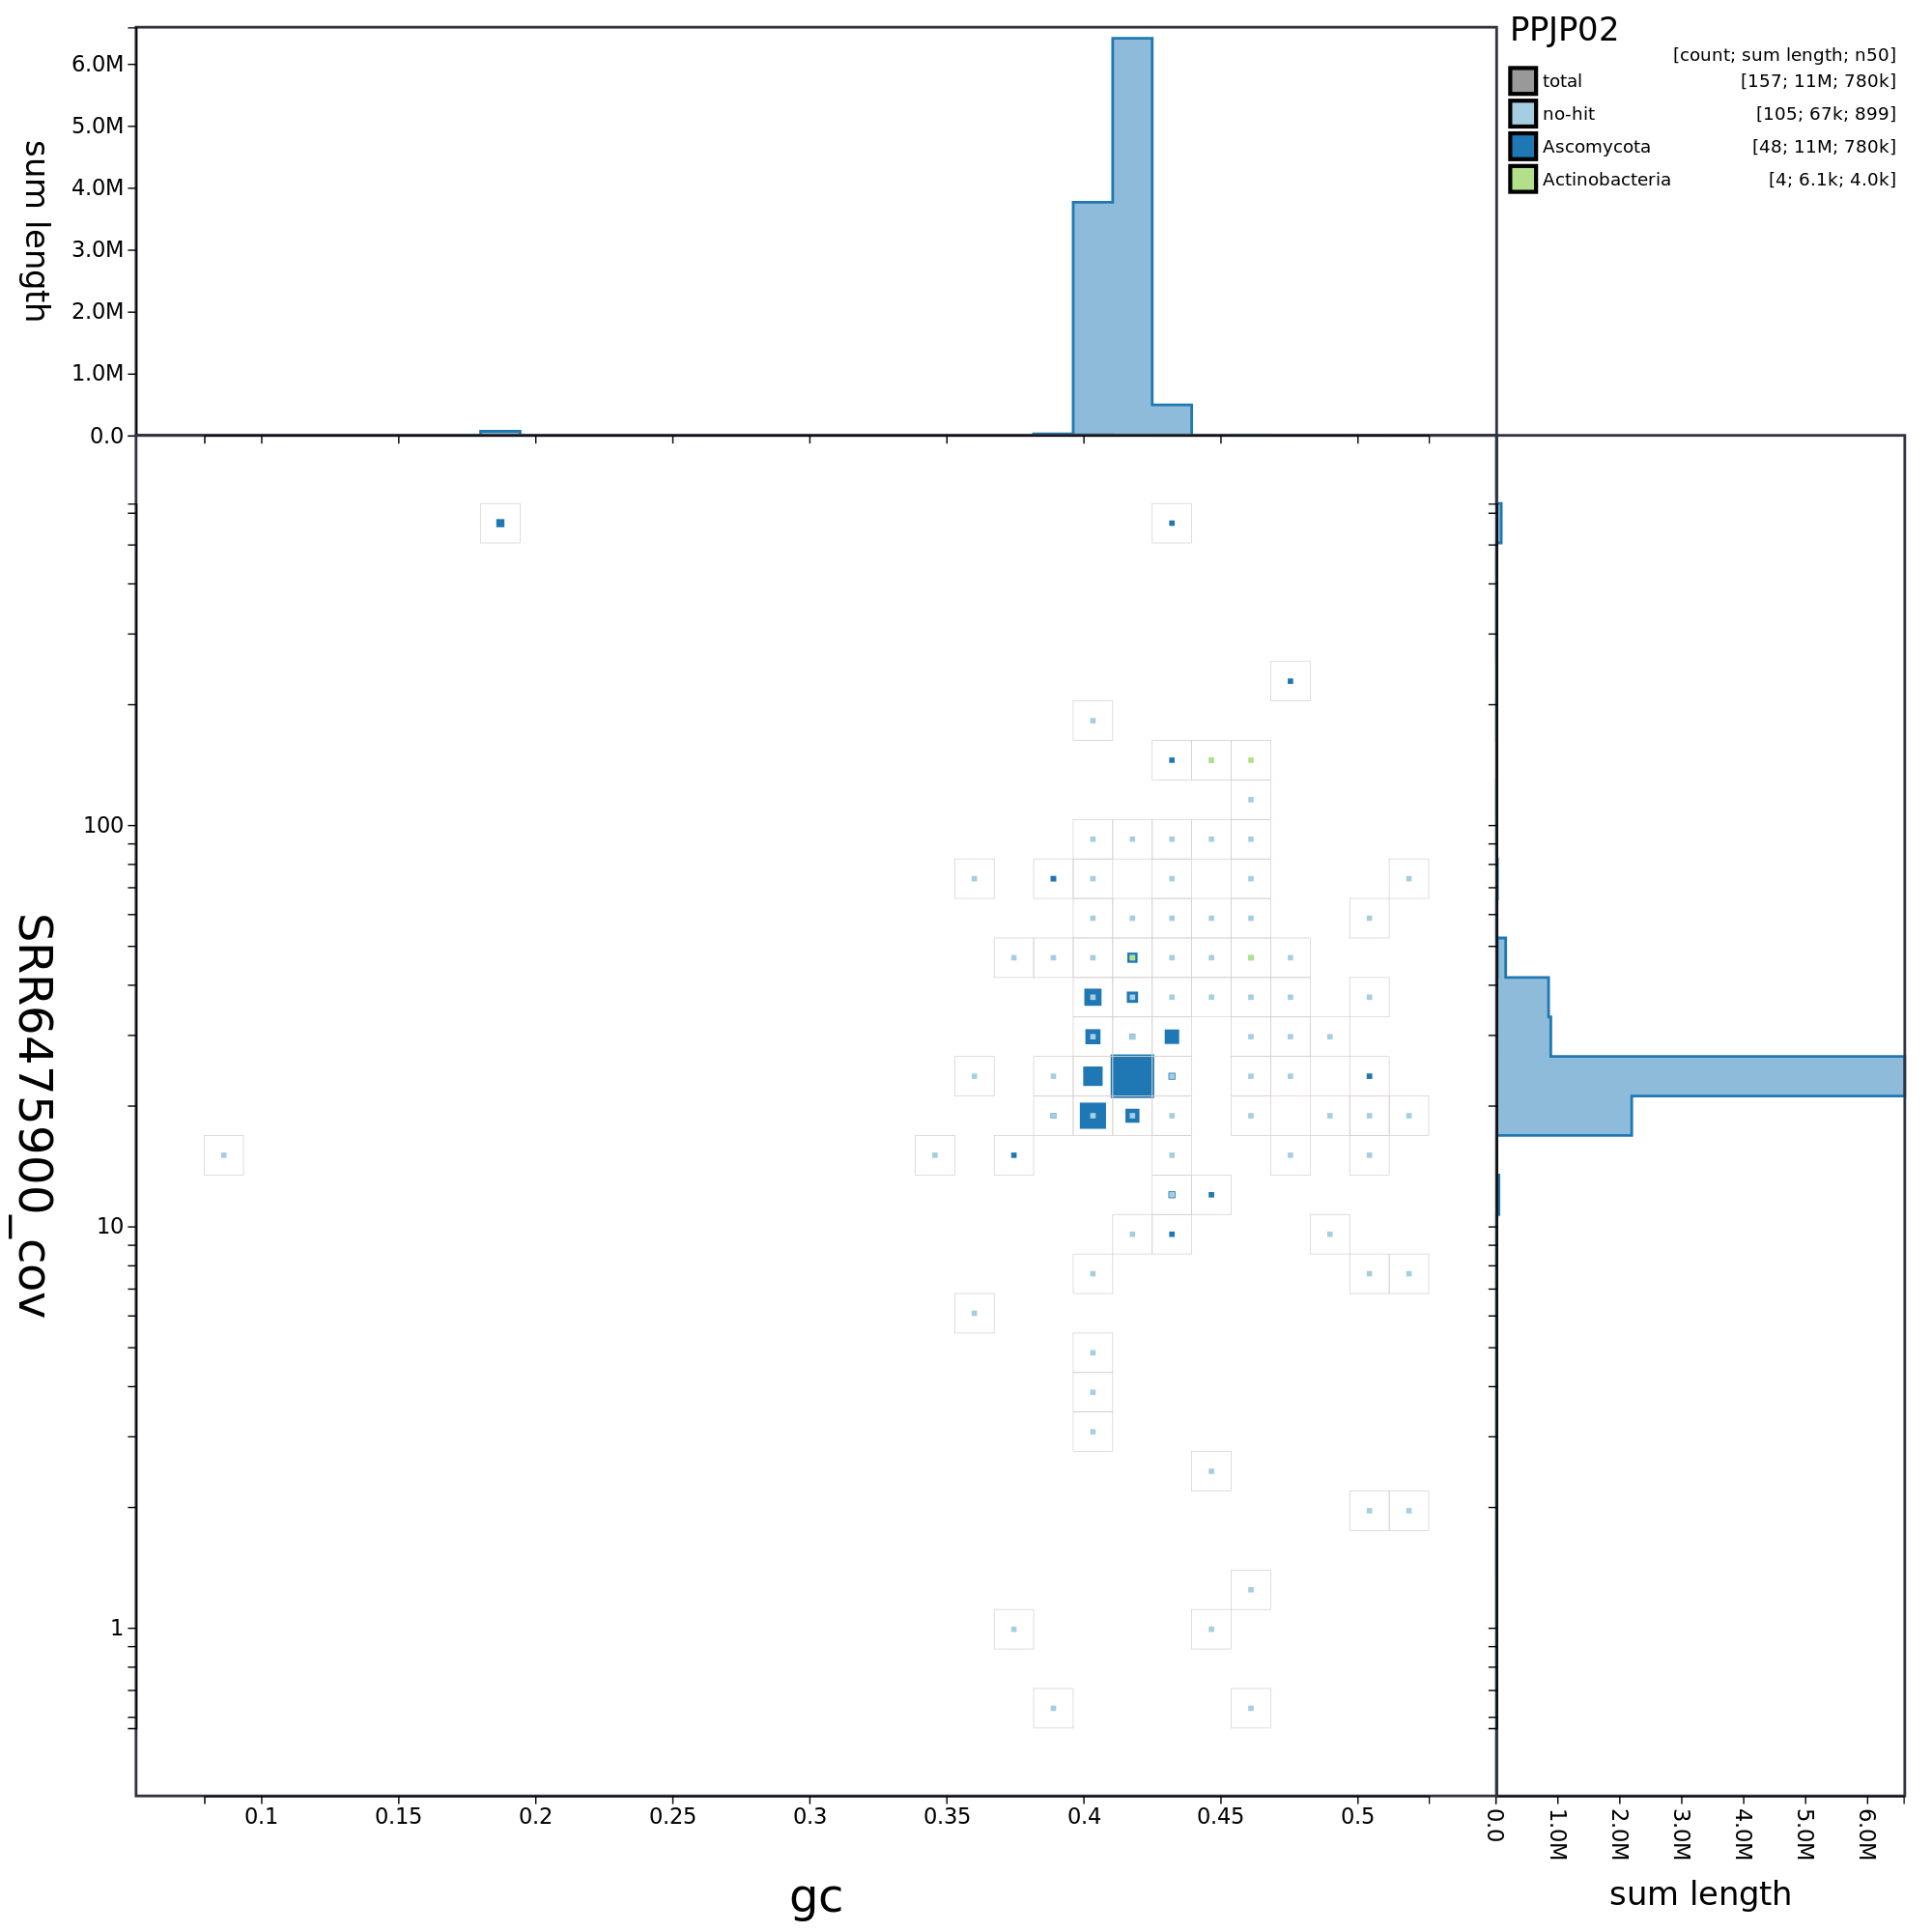 PPJP02
[count; sum length; n50]
total [157; 11M; 780k]
no-hit [105; 67k; 899]
Ascomycota [48; 11M; 780k]
Actinobacteria [4; 6.1k; 4.0k]
sum length
6.0M
5.0M
4.0M
3.0M
2.0M
1.0M
0.0
SRR6475900_cov
100
10
1
0.1 0.15 0.2 0.25 0.3 0.35 0.4 0.45 0.5
gc
0.0 1.0M 2.0M 3.0M 4.0M 5.0M 6.0M
sum length